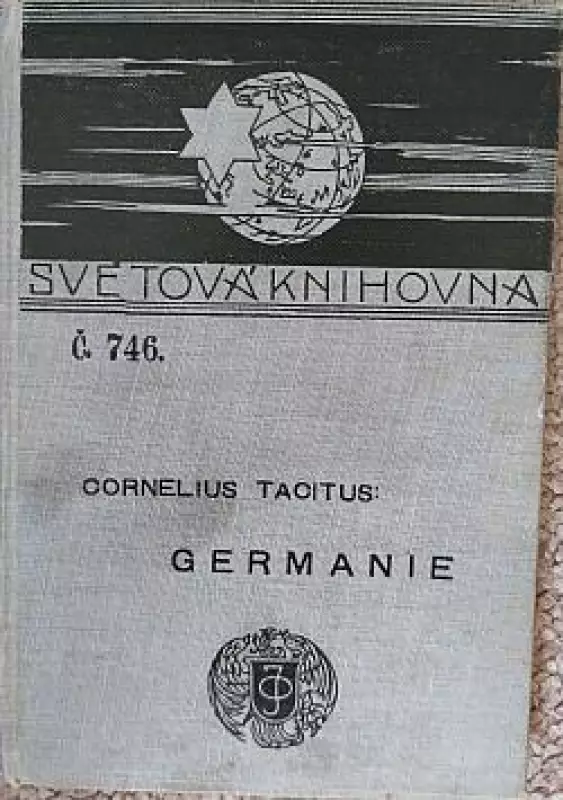 SVĚTOVÁ KNIHOVNA
Č. 746.
CORNELIUS TACITUS:
GERMANIE